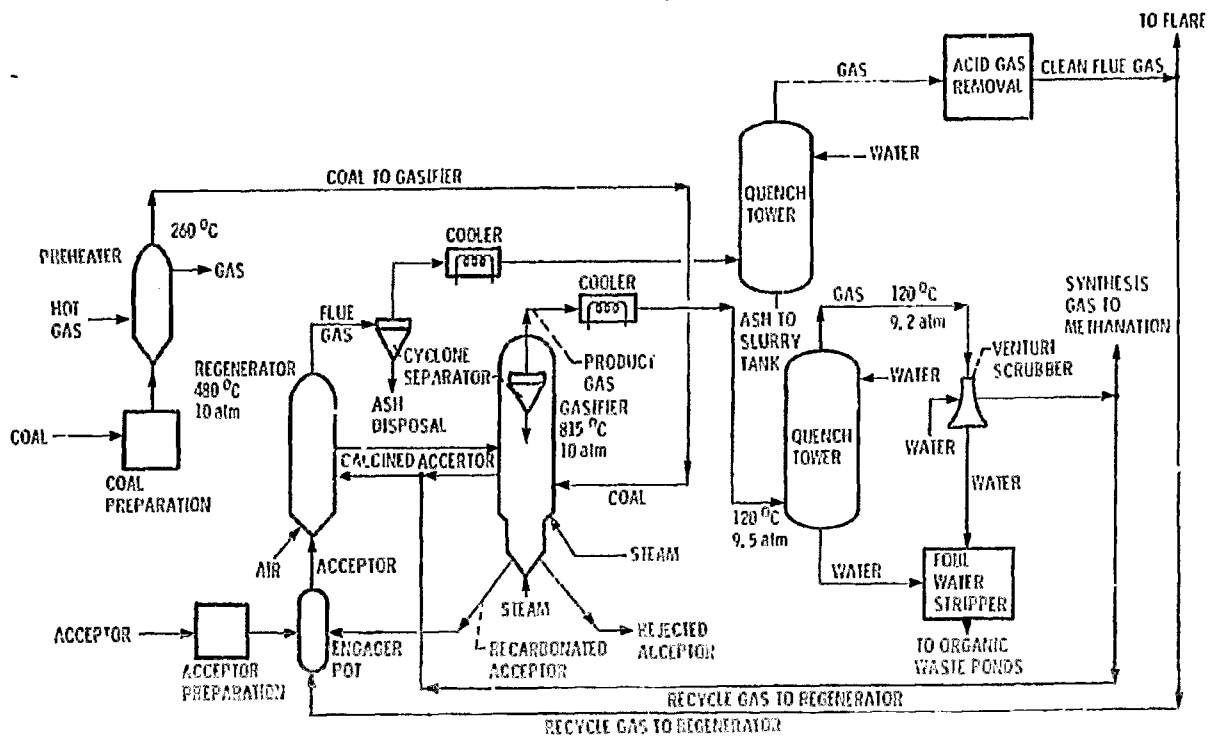 TO FLARE
GAS
ACID GAS
REMOVAL
CLEAN FLUE GAS
WATER
COAL TO GASIFIER
QUENCH
TOWER
260 °C
PREHEATER
GAS
COOLER
COOLER
HOT
GAS
FLUE
GAS
GAS
120 °C
9.2 atm
SYNTHESIS
GAS TO
METHANATION
ASH TO
SLURRY
TANK
VENTURI
SCRUBBER
REGENERATOR
480 °C
10 atm
CYCLONE
SEPARATOR
PRODUCT
GAS
WATER
ASH
DISPOSAL
GASIFIER
815 °C
10 atm
COAL
COAL
PREPARATION
QUENCH
TOWER
WATER
CALCINED ACCERTOR
COAL
WATER
120 °C
9.5 atm
AIR
ACCEPTOR
STEAM
WATER
FOUL
WATER
STRIPPER
STEAM
ACCEPTOR
ACCEPTOR
PREPARATION
ENGAGER
POT
RECARBONATED
ACCEPTOR
REJECTED
ACCEPTOR
TO ORGANIC
WASTE PONDS
RECYCLE GAS TO REGENERATOR
RECYCLE GAS TO REGENERATOR